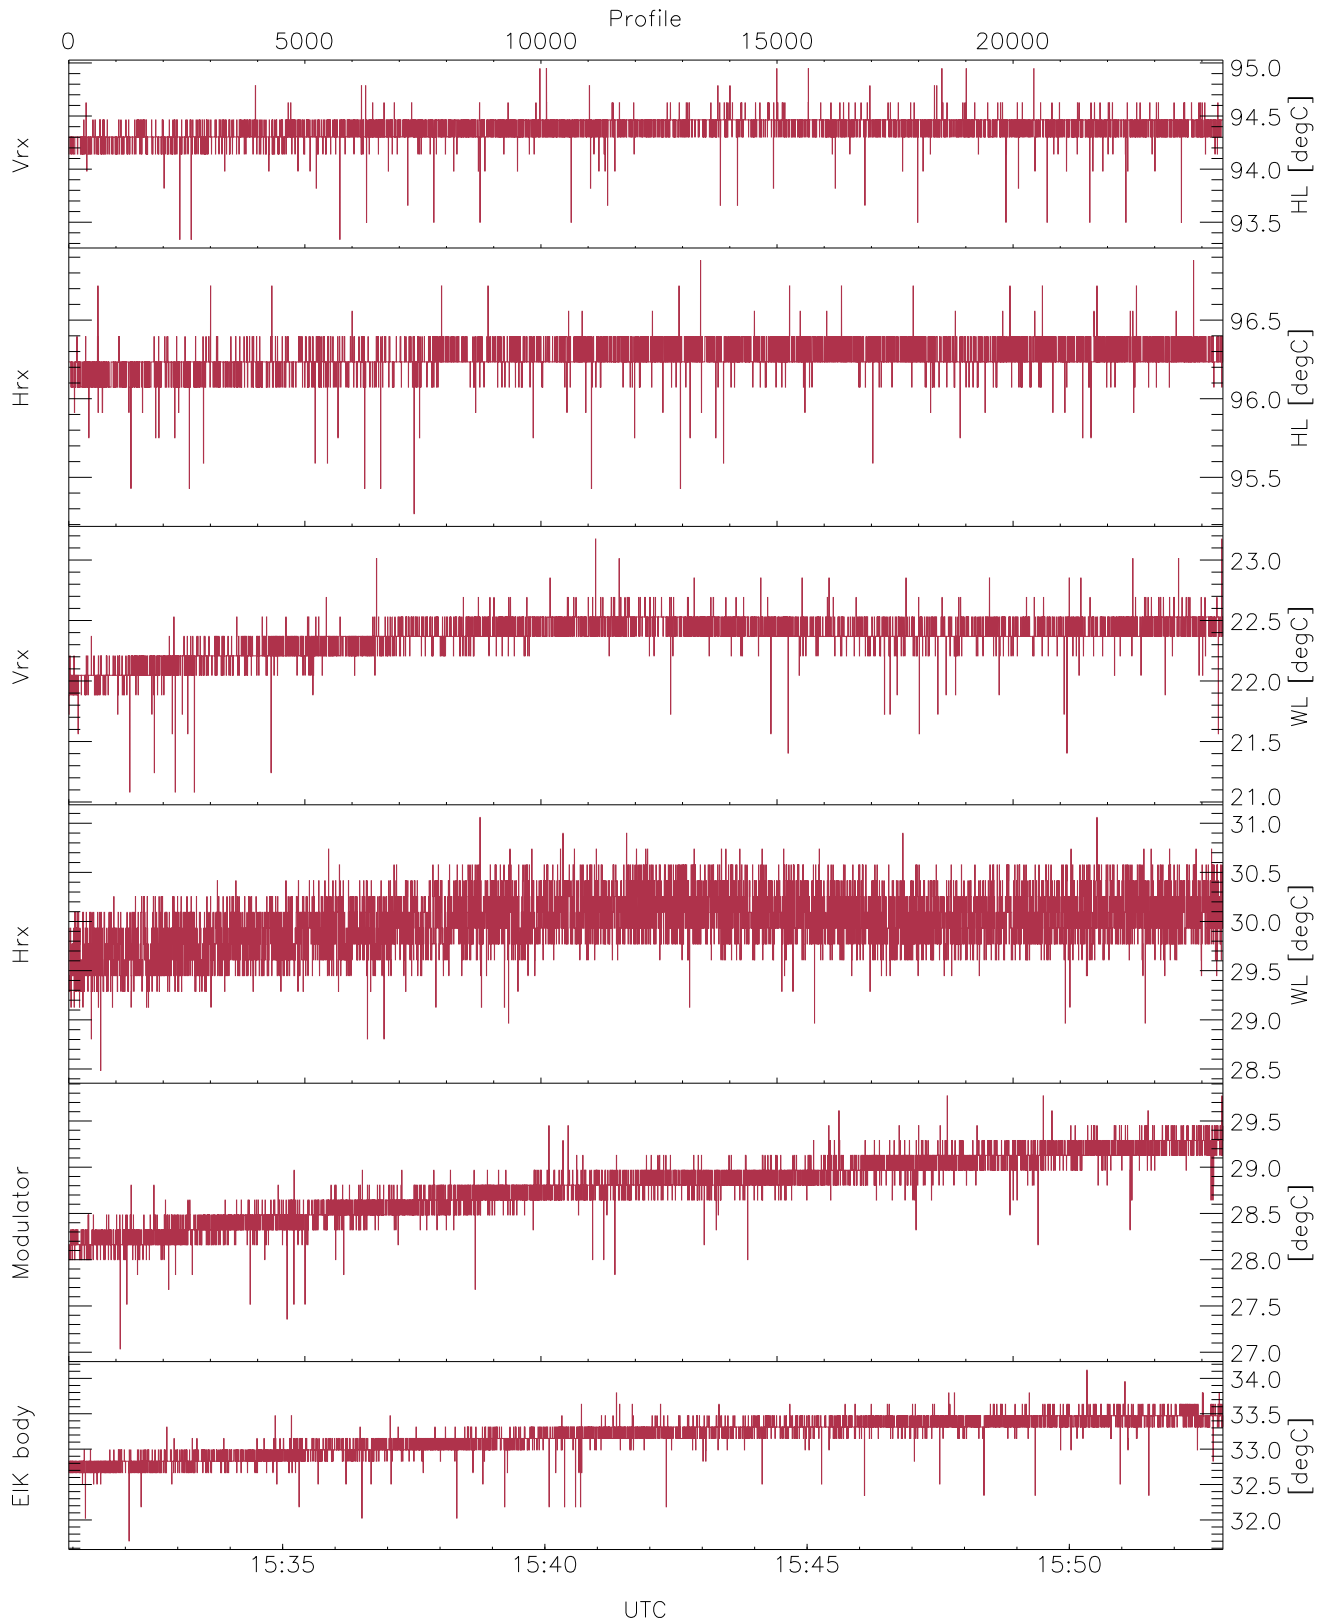 Profile
0 5000 10000 15000 20000
Vrx
95.0
94.5
94.0
93.5
HL [degC]
Hrx
96.5
96.0
95.5
HL [degC]
Vrx
23.0
22.5
22.0
21.5
21.0
WL [degC]
Hrx
31.0
30.5
30.0
29.5
29.0
28.5
WL [degC]
Modulator
29.5
29.0
28.5
28.0
27.5
27.0
[degC]
EIK body
34.0
33.5
33.0
32.5
32.0
[degC]
15:35 15:40 15:45 15:50
UTC